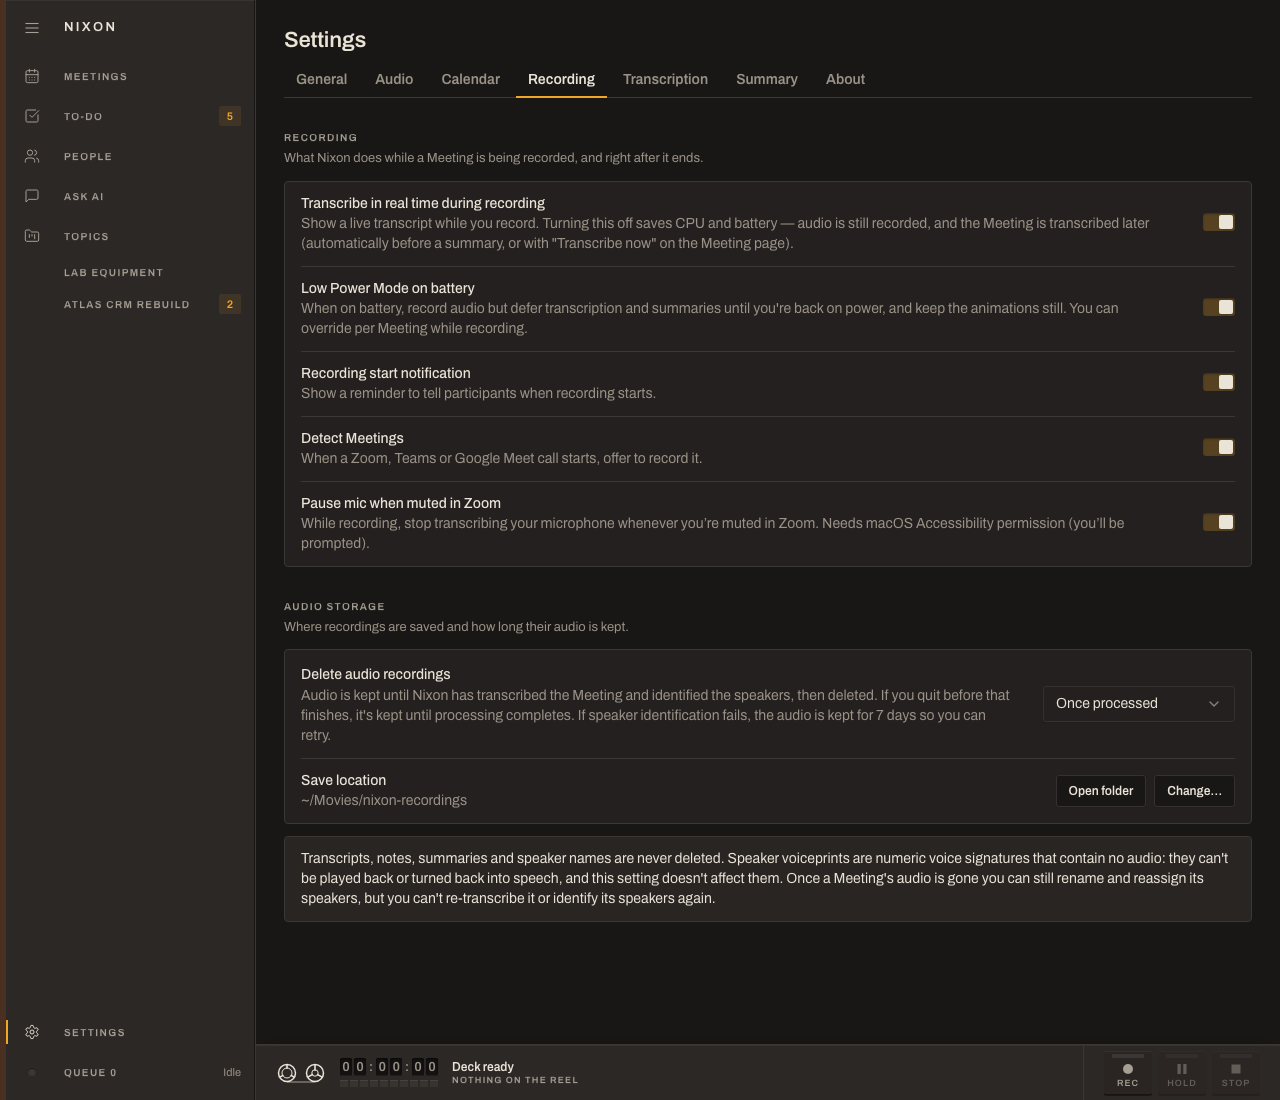 NIXON
MEETINGS
TO-DO 5
PEOPLE
ASK AI
TOPICS
LAB EQUIPMENT
ATLAS CRM REBUILD 2
SETTINGS
QUEUE 0 Idle
Settings
General Audio Calendar Recording Transcription Summary About
RECORDING
What Nixon does while a Meeting is being recorded, and right after it ends.
Transcribe in real time during recording
Show a live transcript while you record. Turning this off saves CPU and battery — audio is still recorded, and the Meeting is transcribed later
(automatically before a summary, or with "Transcribe now" on the Meeting page).
Low Power Mode on battery
When on battery, record audio but defer transcription and summaries until you're back on power, and keep the animations still. You can
override per Meeting while recording.
Recording start notification
Show a reminder to tell participants when recording starts.
Detect Meetings
When a Zoom, Teams or Google Meet call starts, offer to record it.
Pause mic when muted in Zoom
While recording, stop transcribing your microphone whenever you’re muted in Zoom. Needs macOS Accessibility permission (you’ll be
prompted).
AUDIO STORAGE
Where recordings are saved and how long their audio is kept.
Delete audio recordings
Audio is kept until Nixon has transcribed the Meeting and identified the speakers, then deleted. If you quit before that
finishes, it's kept until processing completes. If speaker identification fails, the audio is kept for 7 days so you can
retry.
Once processed
Save location
~/Movies/nixon-recordings
Open folder Change...
Transcripts, notes, summaries and speaker names are never deleted. Speaker voiceprints are numeric voice signatures that contain no audio: they can't
be played back or turned back into speech, and this setting doesn't affect them. Once a Meeting's audio is gone you can still rename and reassign its
speakers, but you can't re-transcribe it or identify its speakers again.
00:00:00
Deck ready
NOTHING ON THE REEL
REC HOLD STOP